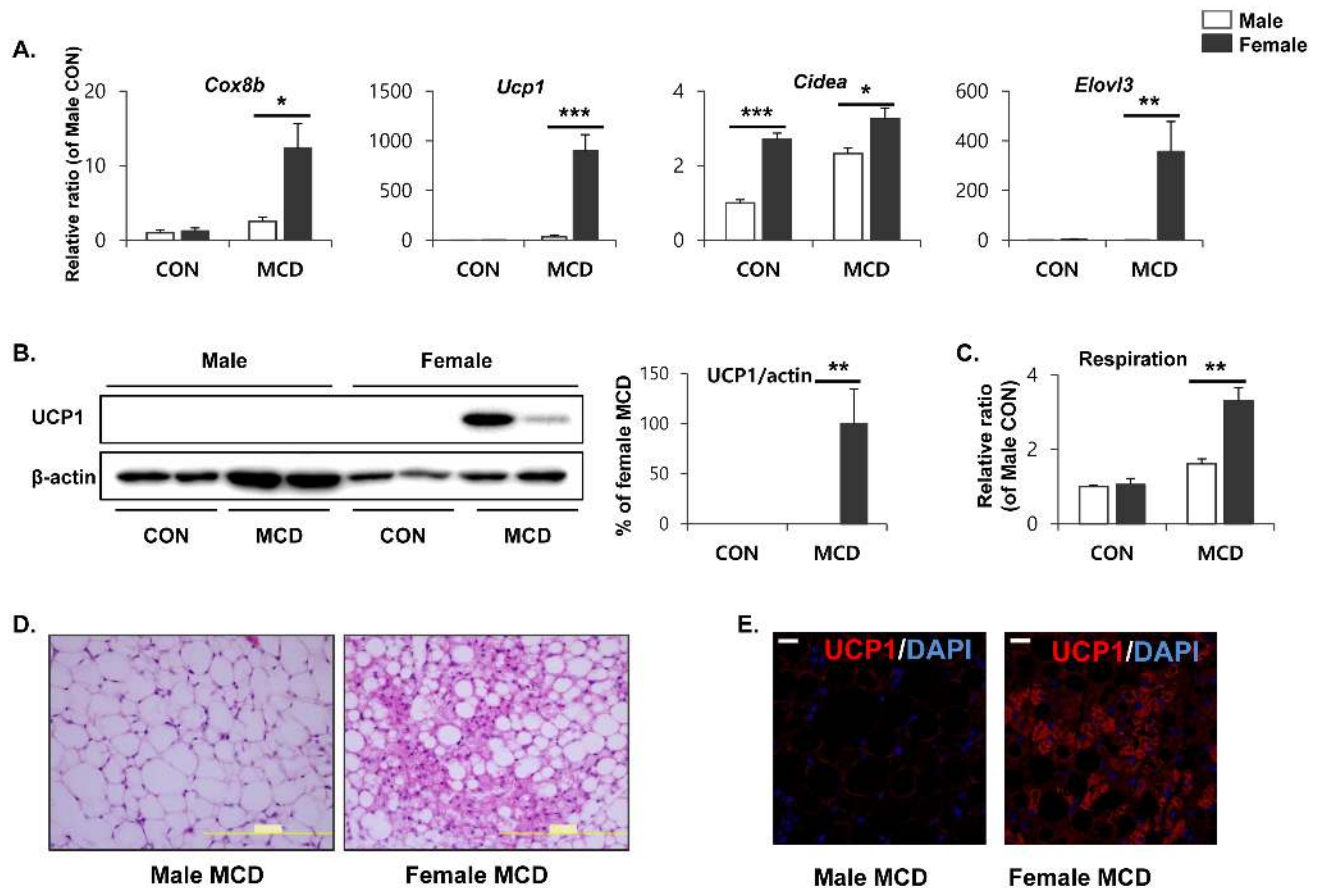 Male
Female
A.
Cox8b
Ucp1
Cidea
Elovl3
Relative ratio (of Male CON)
20
10
0
*
CON MCD
1500
1000
500
0
***
CON MCD
4
2
0
***
*
CON MCD
600
400
200
0
**
CON MCD
B.
Male Female
UCP1
β-actin
CON MCD CON MCD
UCP1/actin
% of female MCD
150
100
50
0
**
CON MCD
C.
Respiration
Relative ratio
(of Male CON)
4
2
0
**
CON MCD
D.
Male MCD Female MCD
E.
UCP1/DAPI UCP1/DAPI
Male MCD Female MCD